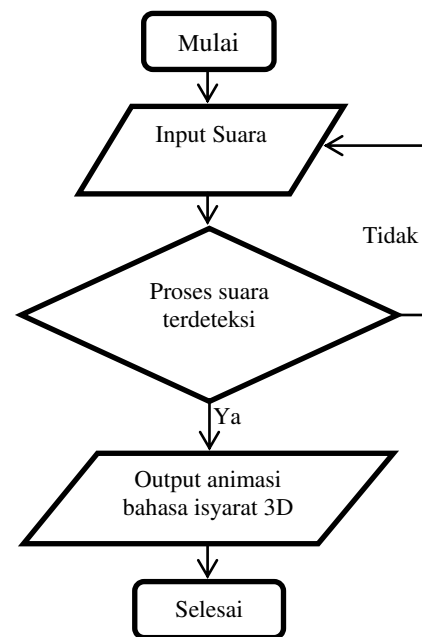 Mulai
Input Suara
Tidak
Proses suara
terdeteksi
Ya
Output animasi
bahasa isyarat 3D
Selesai